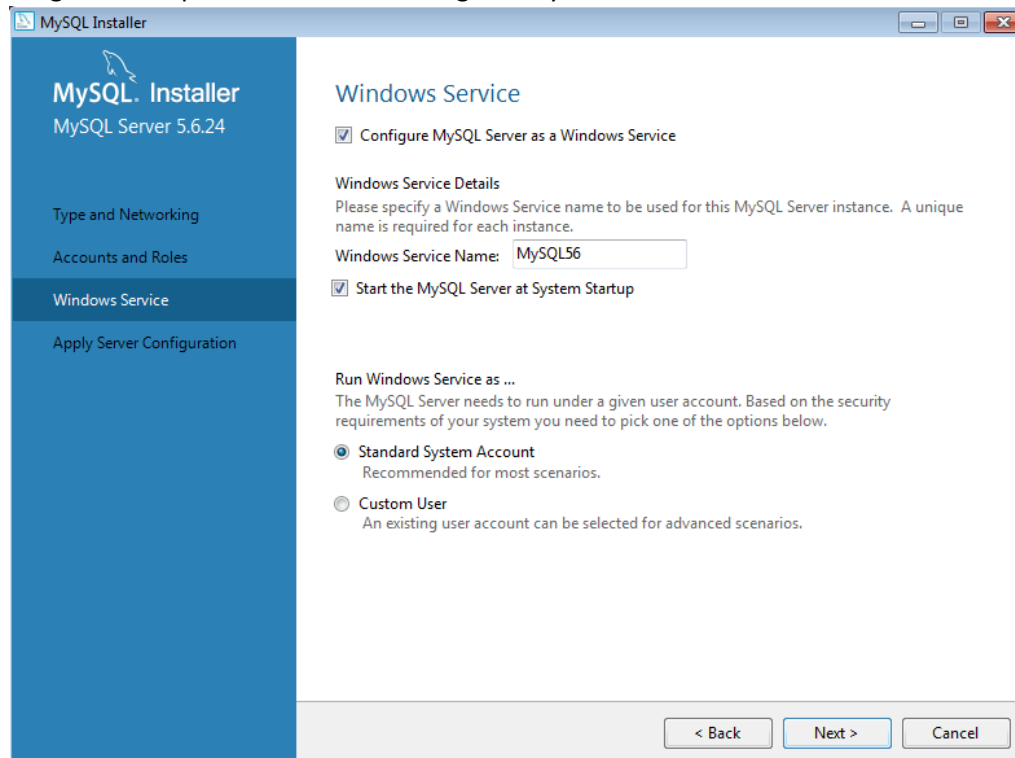 MySQL Installer
MySQL. Installer
MySQL Server 5.6.24
Type and Networking
Accounts and Roles
Windows Service
Apply Server Configuration
Windows Service
Configure MySQL Server as a Windows Service
Windows Service Details
Please specify a Windows Service name to be used for this MySQL Server instance. A unique
name is required for each instance.
Windows Service Name: MySQL56
Start the MySQL Server at System Startup
Run Windows Service as ...
The MySQL Server needs to run under a given user account. Based on the security
requirements of your system you need to pick one of the options below.
Standard System Account
Recommended for most scenarios.
Custom User
An existing user account can be selected for advanced scenarios.
< Back Next > Cancel